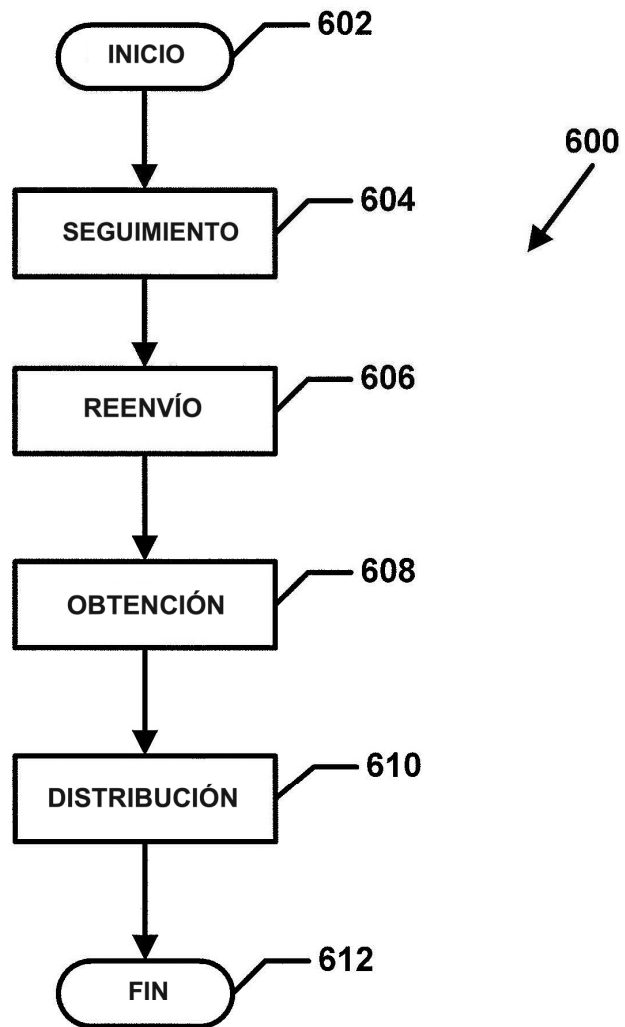 INICIO
602
600
SEGUIMIENTO
604
REENVÍO
606
OBTENCIÓN
608
DISTRIBUCIÓN
610
FIN
612